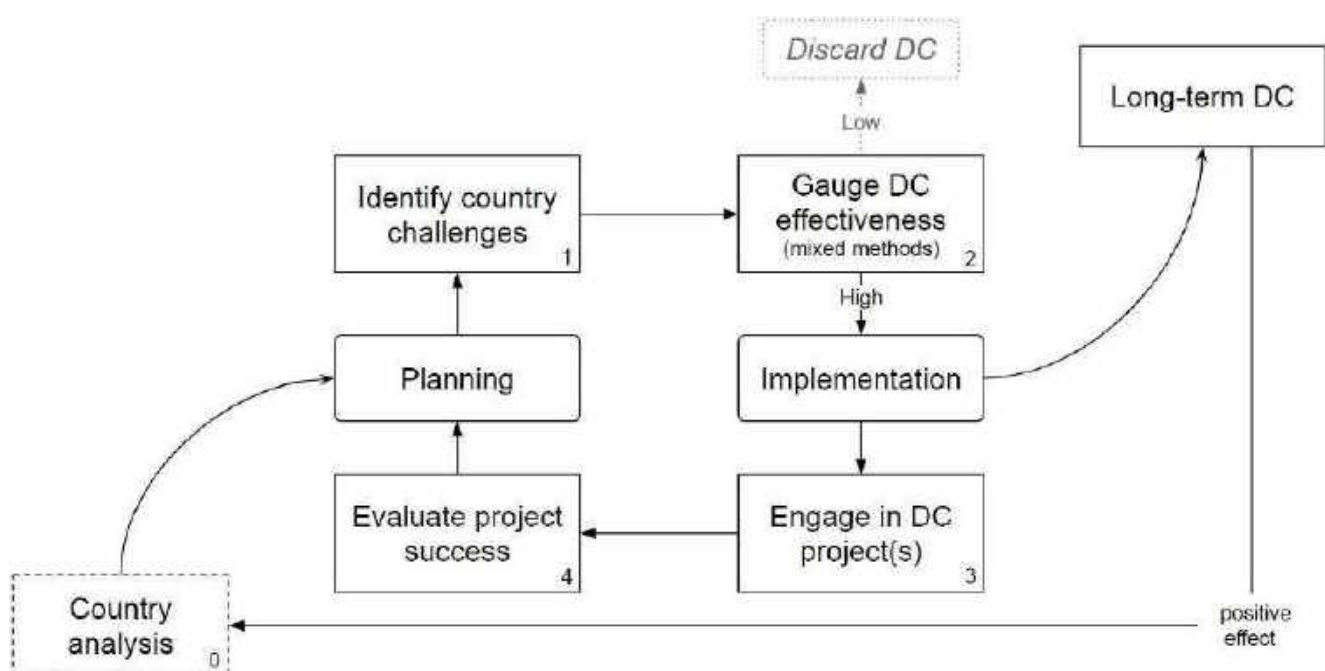 Discard DC
Low
Long-term DC
Identify country
challenges
1
Gauge DC
effectiveness
(mixed methods)
2
High
Planning
Implementation
Evaluate project
success
4
Engage in DC
project(s)
3
Country
analysis
0
positive
effect